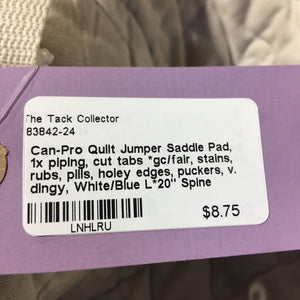 The Tack Collector
83842-24
Can-Pro Quilt Jumper Saddle Pad,
1x piping, cut tabs *gc/fair, stains,
rubs, pills, holey edges, puckers, v.
dingy, White/Blue L*20" Spine
$8.75
LNHLRU